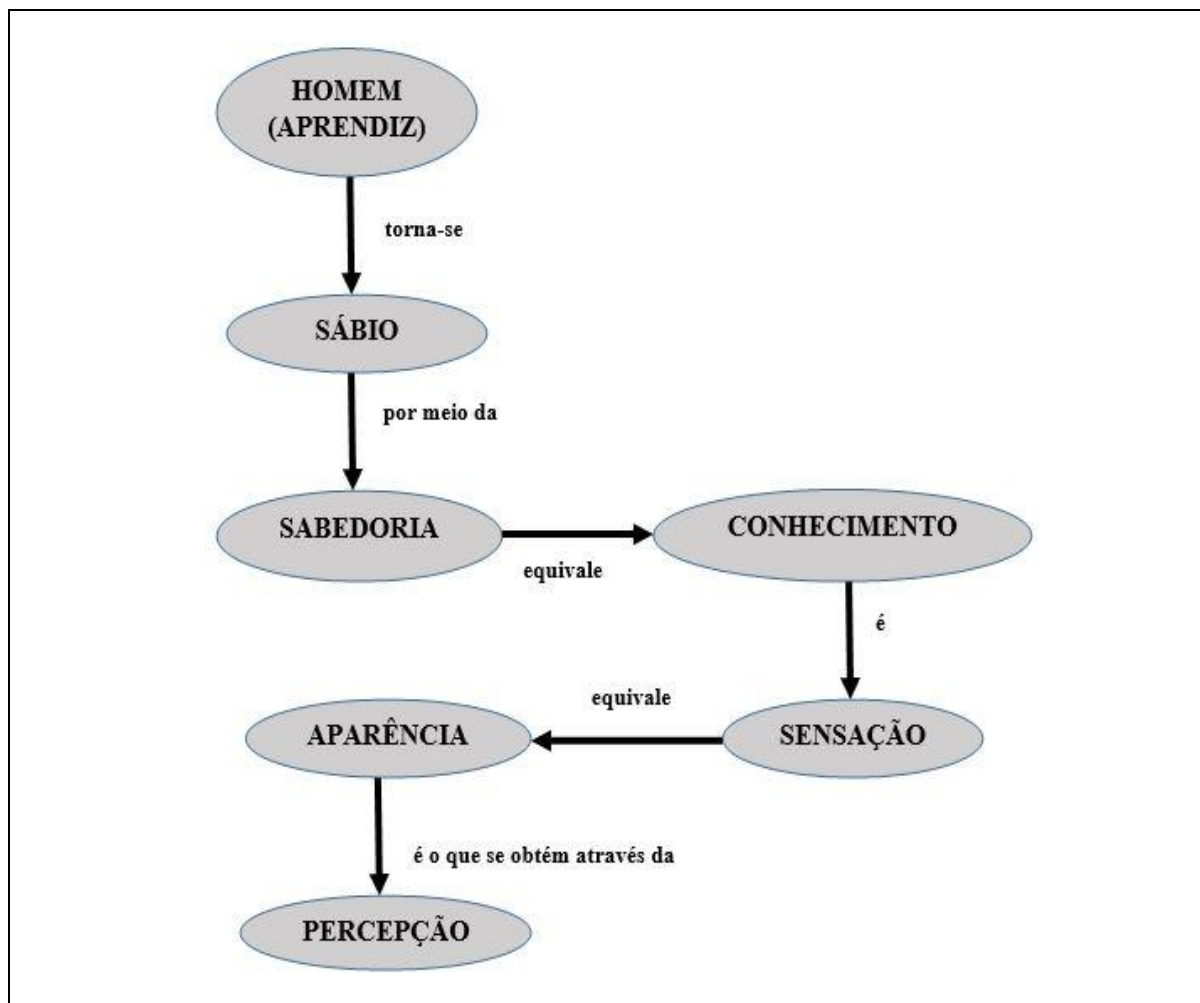 HOMEM
(APRENDIZ)
torna-se
SÁBIO
por meio da
SABEDORIA
equivale
CONHECIMENTO
é
SENSAÇÃO
equivale
APARÊNCIA
é o que se obtém através da
PERCEPÇÃO